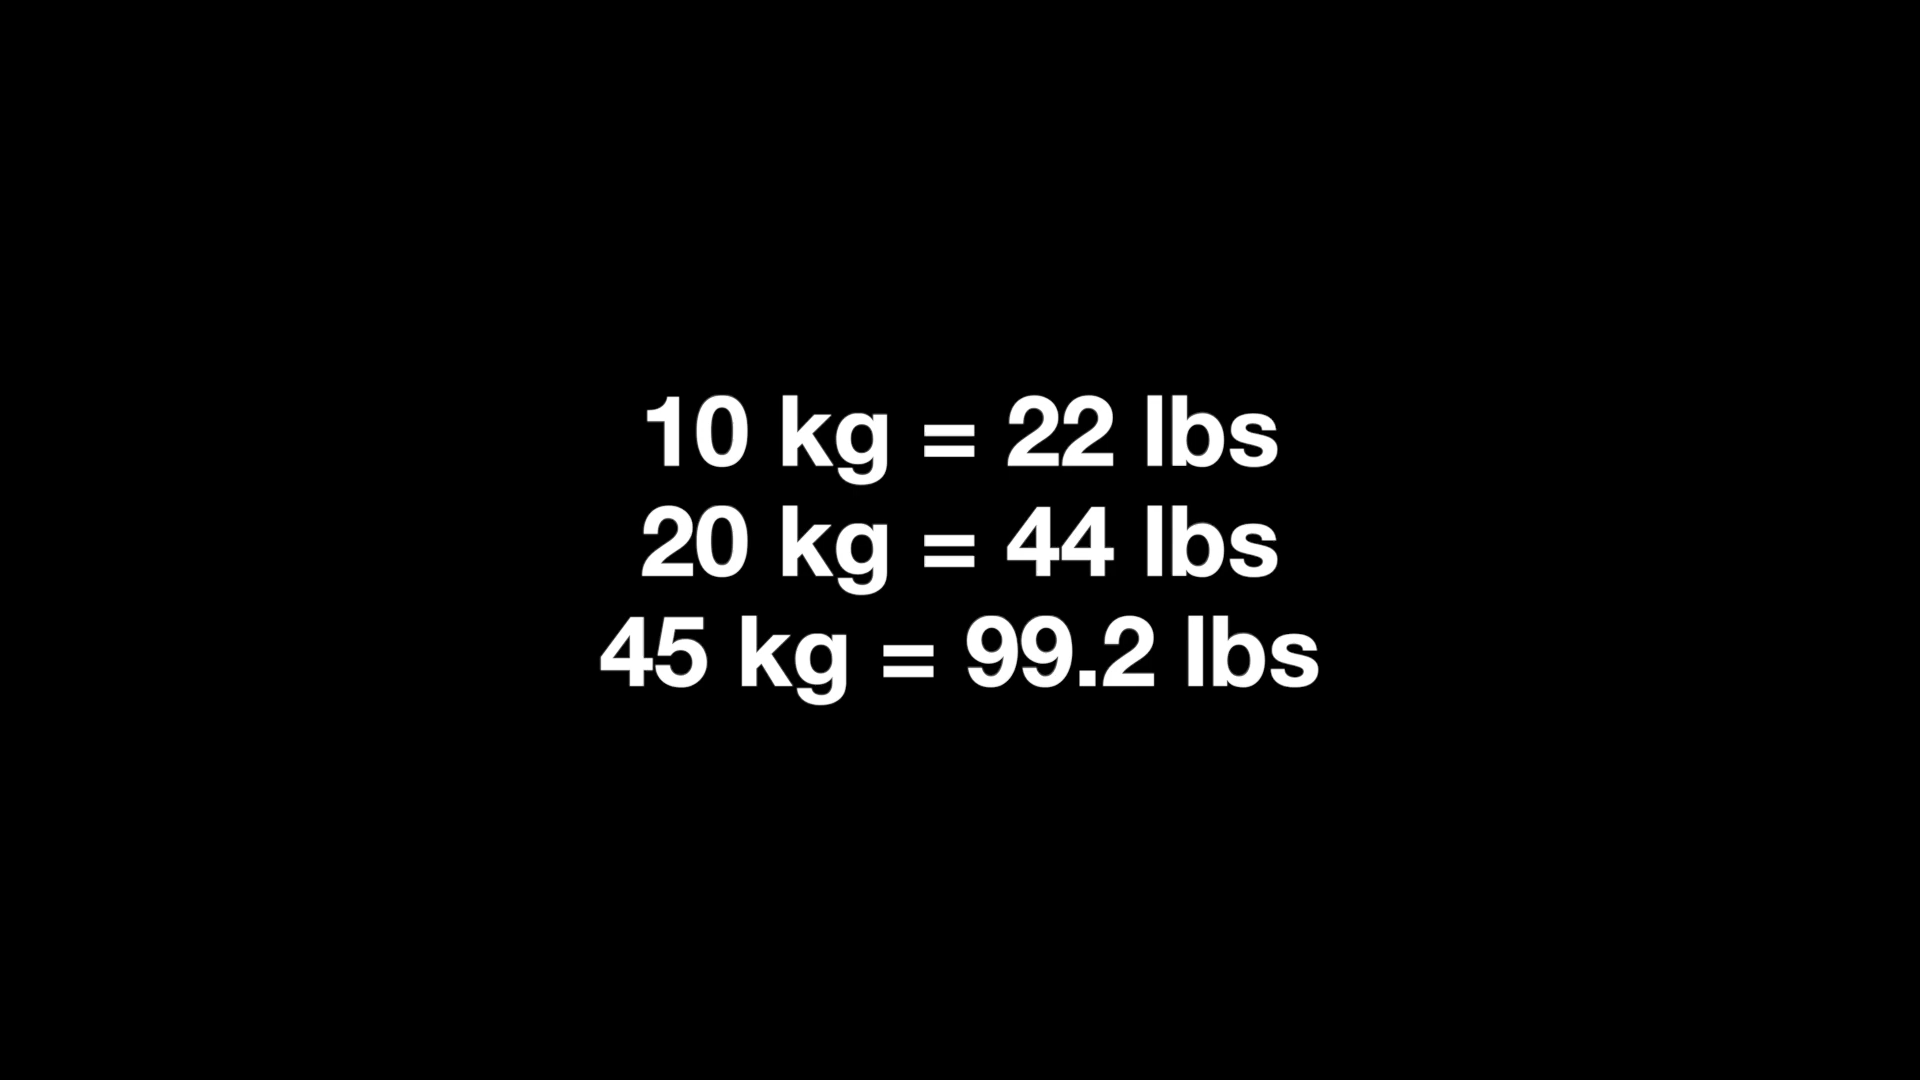 10 kg = 22 lbs
20 kg = 44 lbs
45 kg = 99.2 lbs